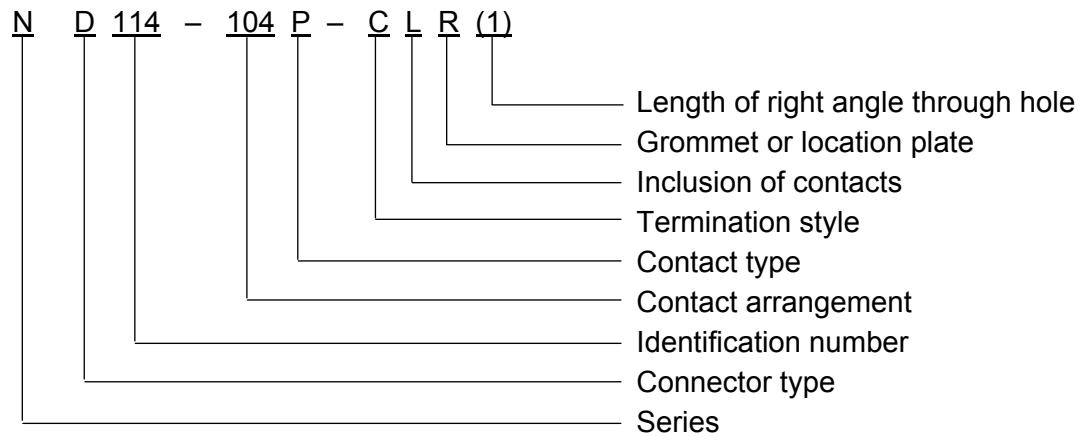 N D 114 – 104 P – C L R (1)
Length of right angle through hole
Grommet or location plate
Inclusion of contacts
Termination style
Contact type
Contact arrangement
Identification number
Connector type
Series